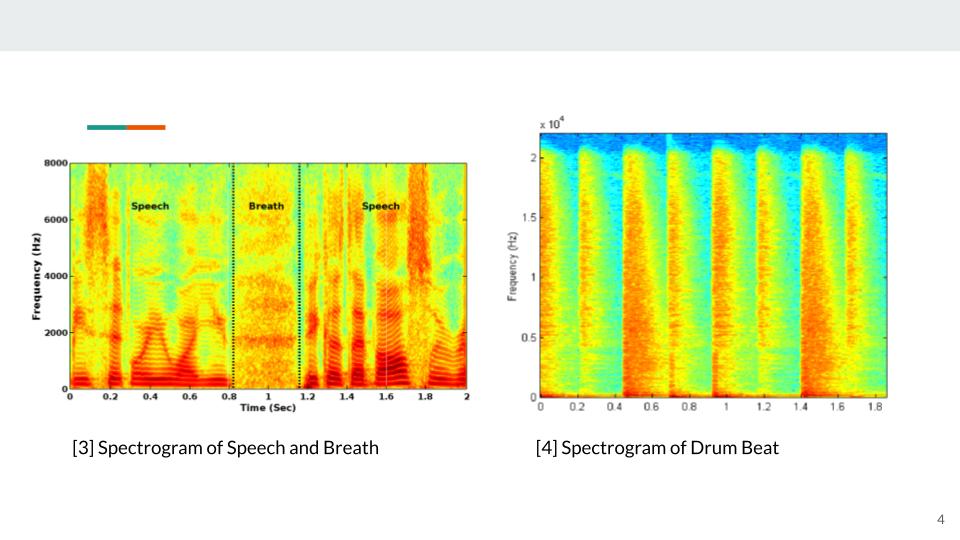 8000
6000
4000
2000
0
Frequency (Hz)
Speech
Breath
Speech
0 0.2 0.4 0.6 0.8 1 1.2 1.4 1.6 1.8 2
Time (Sec)
[3] Spectrogram of Speech and Breath
x 10⁴
2
1.5
1
0.5
0
Frequency (Hz)
0 0.2 0.4 0.6 0.8 1 1.2 1.4 1.6 1.8
[4] Spectrogram of Drum Beat
4